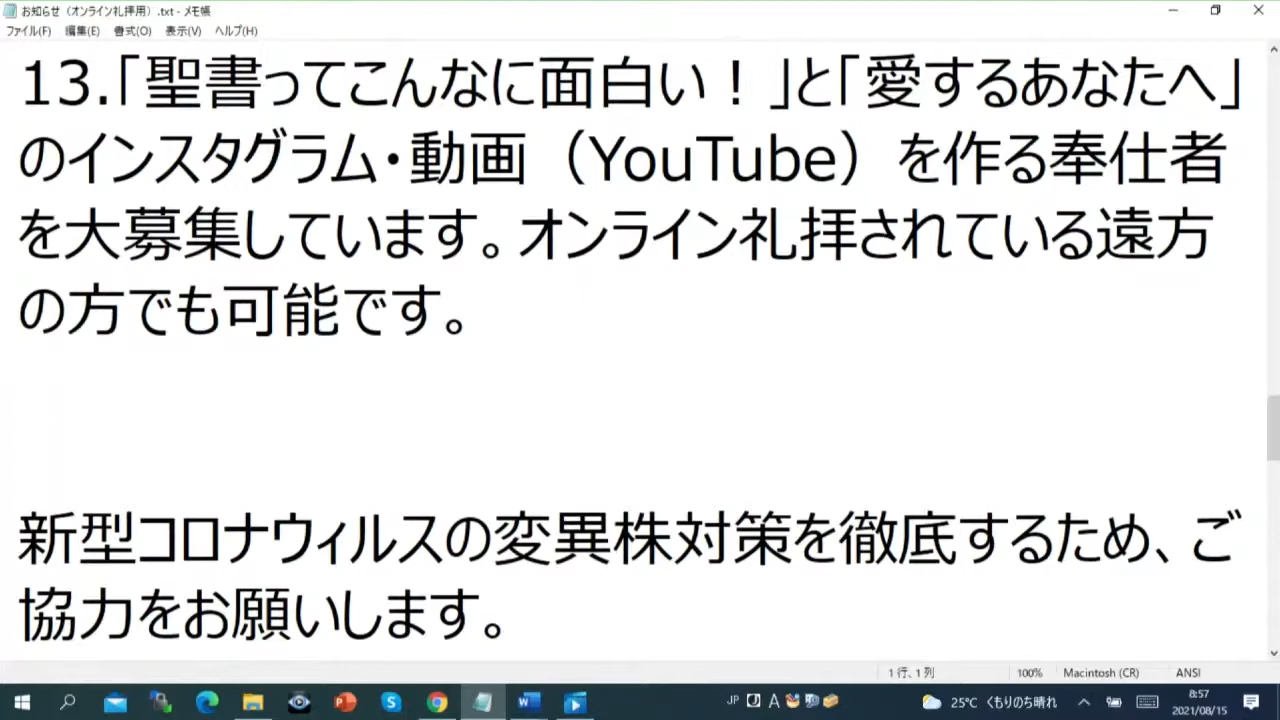 お知らせ（オンライン礼拝用）.txt - メモ帳
ファイル(F) 編集(E) 書式(O) 表示(V) ヘルプ(H)
13.「聖書ってこんなに面白い！」と「愛するあなたへ」
のインスタグラム・動画（YouTube）を作る奉仕者
を大募集しています。オンライン礼拝されている遠方
の方でも可能です。
新型コロナウィルスの変異株対策を徹底するため、ご
協力をお願いします。
1 行、1 列 100% Macintosh (CR) ANSI
JP A 25℃ くもりのち晴れ 8:57
2021/08/15